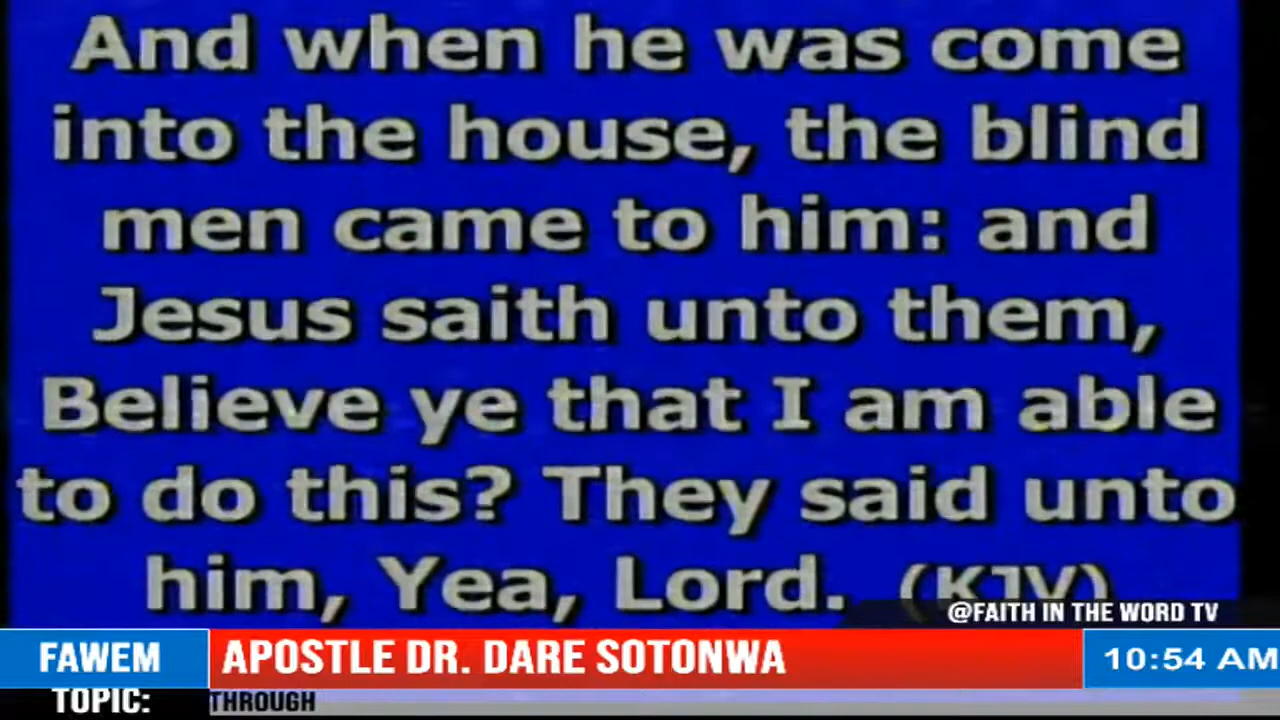 And when he was come
into the house, the blind
men came to him: and
Jesus saith unto them,
Believe ye that I am able
to do this? They said unto
him, Yea, Lord. (KJV)
@FAITH IN THE WORD TV
FAWEM APOSTLE DR. DARE SOTONWA 10:54 AM
TOPIC: THROUGH